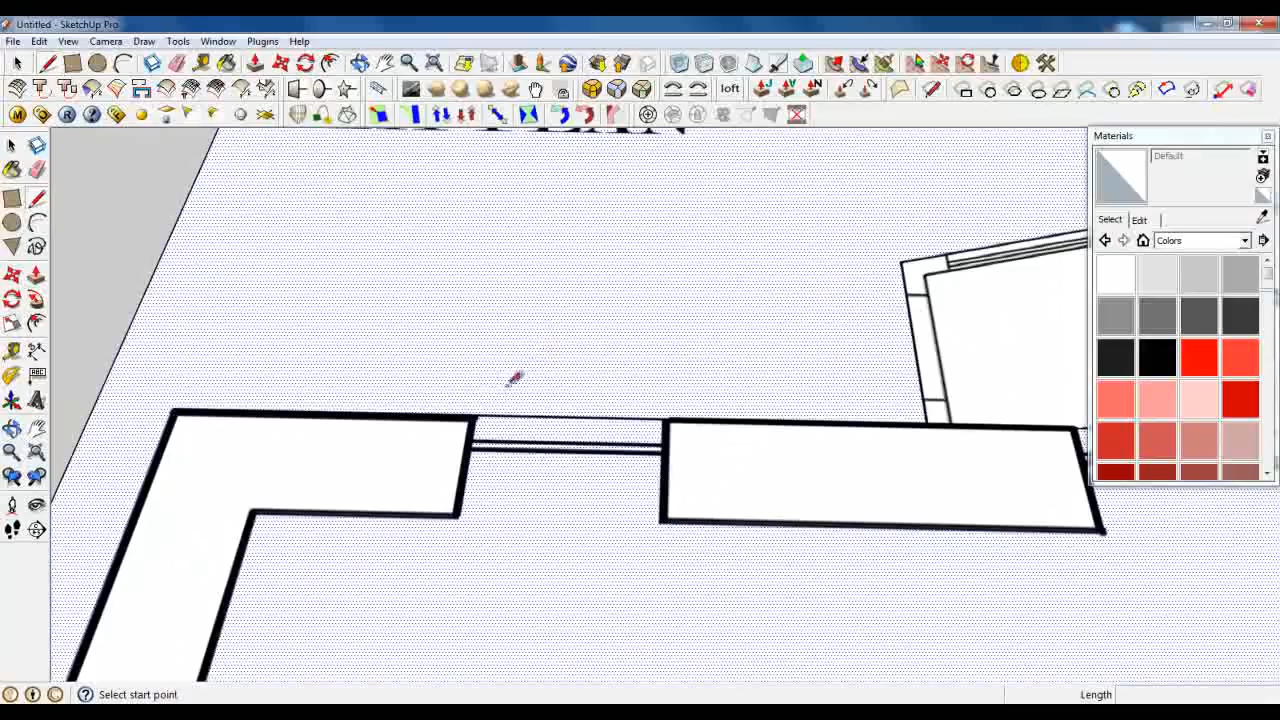 Untitled - SketchUp Pro
File Edit View Camera Draw Tools Window Plugins Help
loft
M R ?
ABC
Materials
Default
Select Edit
Colors
? Select start point
Length